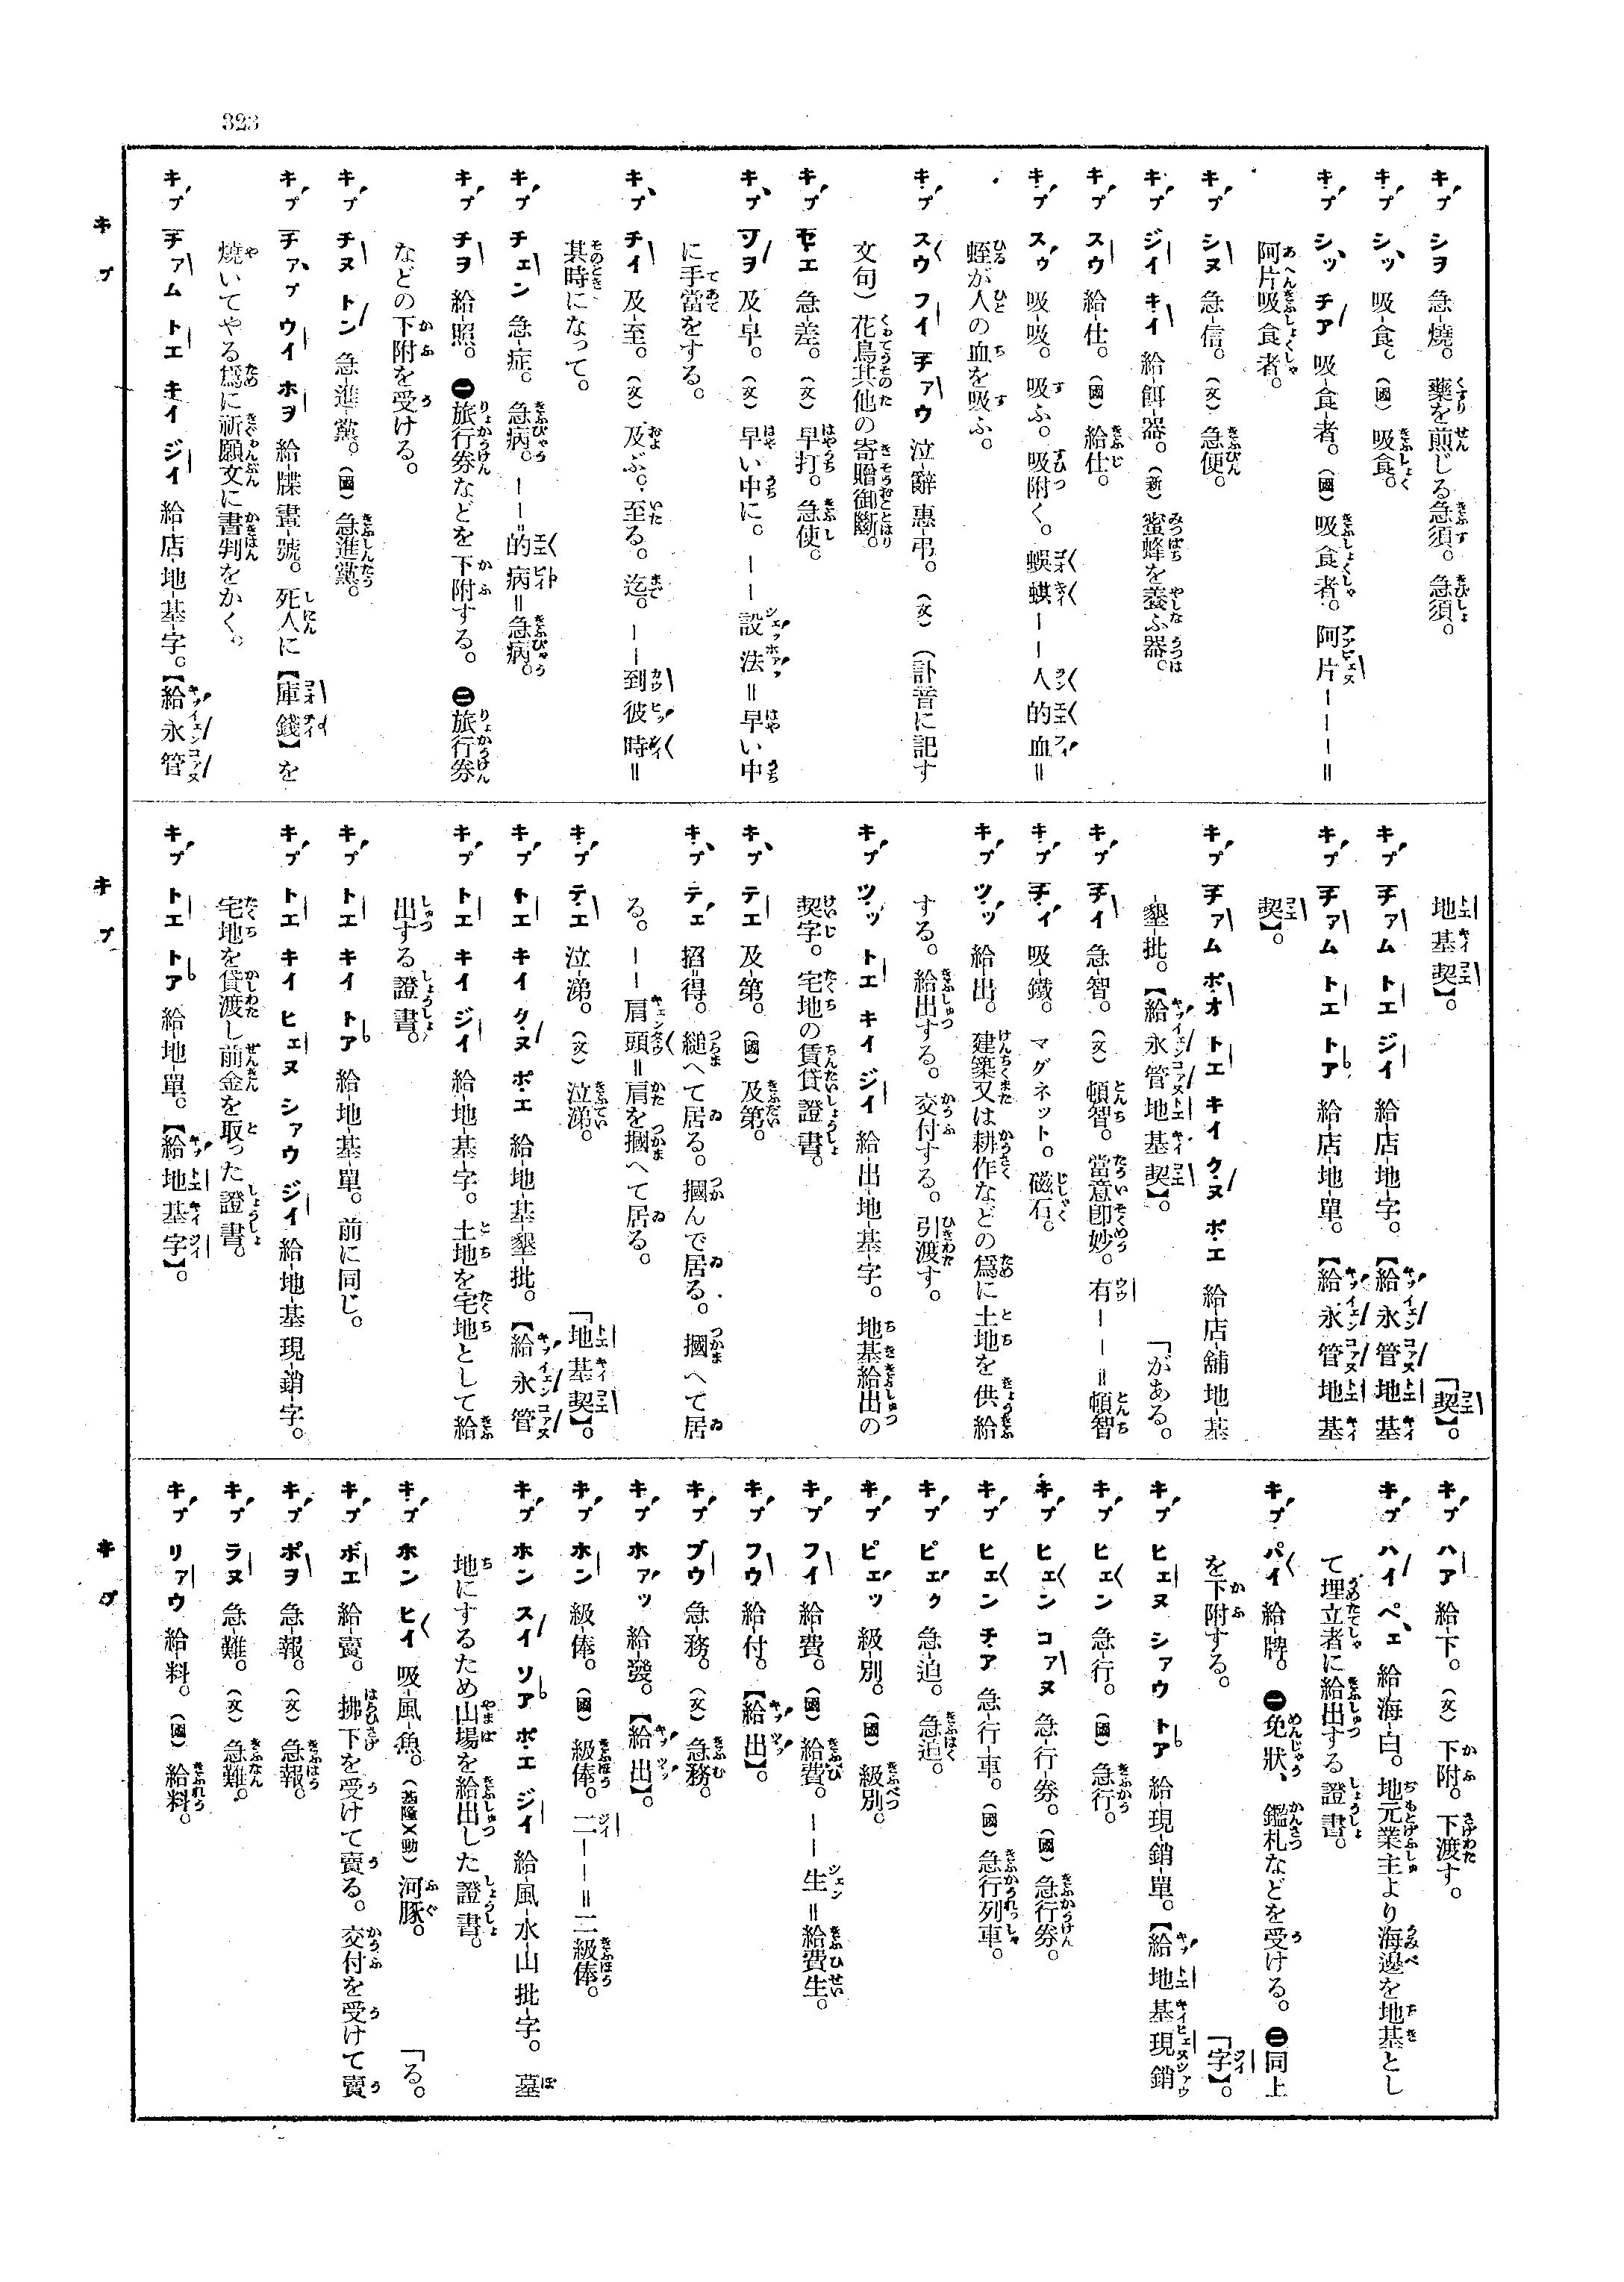 323
キプ シヲ 急-燒。藥を煎じる急須。急須。
キプ シッ 吸-食。（國）吸食。
キプ シッ チア 吸-食-者。（國）吸食者。阿片－－－＝
阿片吸食者。
キプ シヌ 急-信。（文）急便。
キプ ジイ キイ 給-餌-器。（新）蜜蜂を養ふ器。
キプ スウ 給-仕。（國）給仕。
キプ スゥ 吸-吸。吸ふ。吸附く。蜈蜞－－人的血＝
蛭が人の血を吸ふ。
キプ スウ フイ チァウ 泣-辭 惠-弔。（文）（訃音に記す
文句）花鳥其他の寄贈御斷。
キプ セエ 急-差。（文）早打。急使。
キプ ソヲ 及-早。（文）早い中に。－－設法＝早い中
に手當をする。
キプ チイ 及-至。（文）及ぶ。至る。迄。－－到彼時＝
其時になって。
キプ チェン 急-症。急病。－－的病＝急病。
キプ チヲ 給-照。㊀旅行券などを下附する。㊁旅行券
などの下附を受ける。
キプ チヌ トン 急-進-黨。（國）急進黨。
キプ チァプ ウイ ホヲ 給-牒 畫-號。死人に【庫錢】を
燒いてやる爲に祈願文に書判をかく。
キプ チァム トエ キイ ジイ 給-店-地-基-字。【給永管
地基契】。
キプ チァム トエ ジイ 給-店-地-字。【給永管地基
「契】。
キプ チァム トエ トア 給-店-地-單。【給永管地基
契】。
キプ チァム ポオ トエ キイ クヌ ポエ 給-店-舖 地-基
-墾-批。【給永管地基契】。
「がある。
キプ チイ 急-智。（文）頓智。當意卽妙。有－－＝頓智
キプ チィ 吸-鐵。マグネット。磁石。
キプ ツッ 給-出。建築又は耕作などの爲に土地を供給
する。給出する。交付する。引渡す。
キプ ツッ トエ キイ ジイ 給-出-地-基-字。地基給出の
契字。宅地の賃貸證書。
キプ テエ 及-第。（國）及第。
キプ テェ 搝=得。縋へて居る。摑んで居る。摑へて居
る。－－肩頭＝肩を摑へて居る。
キプ テエ 泣-涕。（文）泣涕。
「地基契】。
キプ トエ キイ クヌ ポエ 給-地-基-墾-批。【給永管
キプ トエ キイ ジイ 給-地-基-字。土地を宅地として給
出する證書。
キプ トエ キイ トア 給-地-基-單。前に同じ。
キプ トエ キイ ヒェヌ シァウ ジイ 給-地-基 現-銷-字。
宅地を貸渡し前金を取った證書。
キプ トエ トア 給-地-單。【給地基字】。
キプ ハア 給-下。（文）下附。下渡す。
キプ ハイ ペェ 給-海-白。地元業主より海邊を地基とし
て埋立者に給出する證書。
キプ パイ 給-牌。㊀免狀、鑑札などを受ける。㊁同上
を下附する。
「字】。
キプ ヒェヌ シァウ トア 給-現-銷-單。【給地基現銷
キプ ヒェン 急-行。（國）急行。
キプ ヒェン コァヌ 急-行-券。（國）急行券。
キプ ヒェン チア 急-行-車。（國）急行列車。
キプ ピェク 急-迫。急迫。
キプ ピェッ 級-別。（國）級別。
キプ フイ 給-費。（國）給費。－－生＝給費生。
キプ フウ 給-付。【給出】。
キプ ブウ 急-務。（文）急務。
キプ ホァッ 給-發。【給出】。
キプ ホン 級-俸。（國）級俸。二－－＝二級俸。
キプ ホン スイ ソア ポエ ジイ 給-風-水-山 批-字。墓
地にするため山場を給出した證書。
キプ ホン ヒイ 吸-風-魚。（基隆×動）河豚。
「る。
キプ ボエ 給-賣。拂下を受けて賣る。交付を受けて賣
キプ ポヲ 急-報。（文）急報。
キプ ラヌ 急-難。（文）急難。
キプ リァウ 給-料。（國）給料。
キ プ
キ プ
キ プ